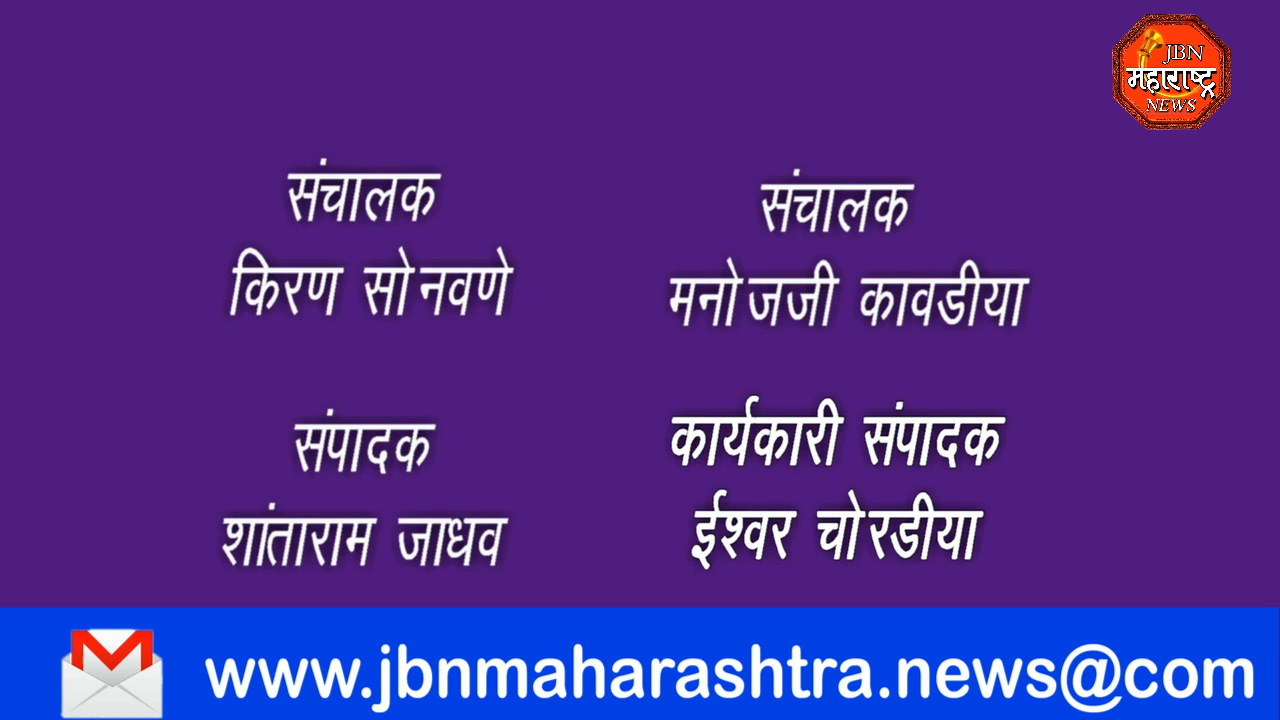 JBN
महाराष्ट्र
NEWS
संचालक
किरण सोनवणे
संचालक
मनोजजी कावडीया
संपादक
शांताराम जाधव
कार्यकारी संपादक
ईश्वर चोरडीया
www.jbnmaharashtra.news@com